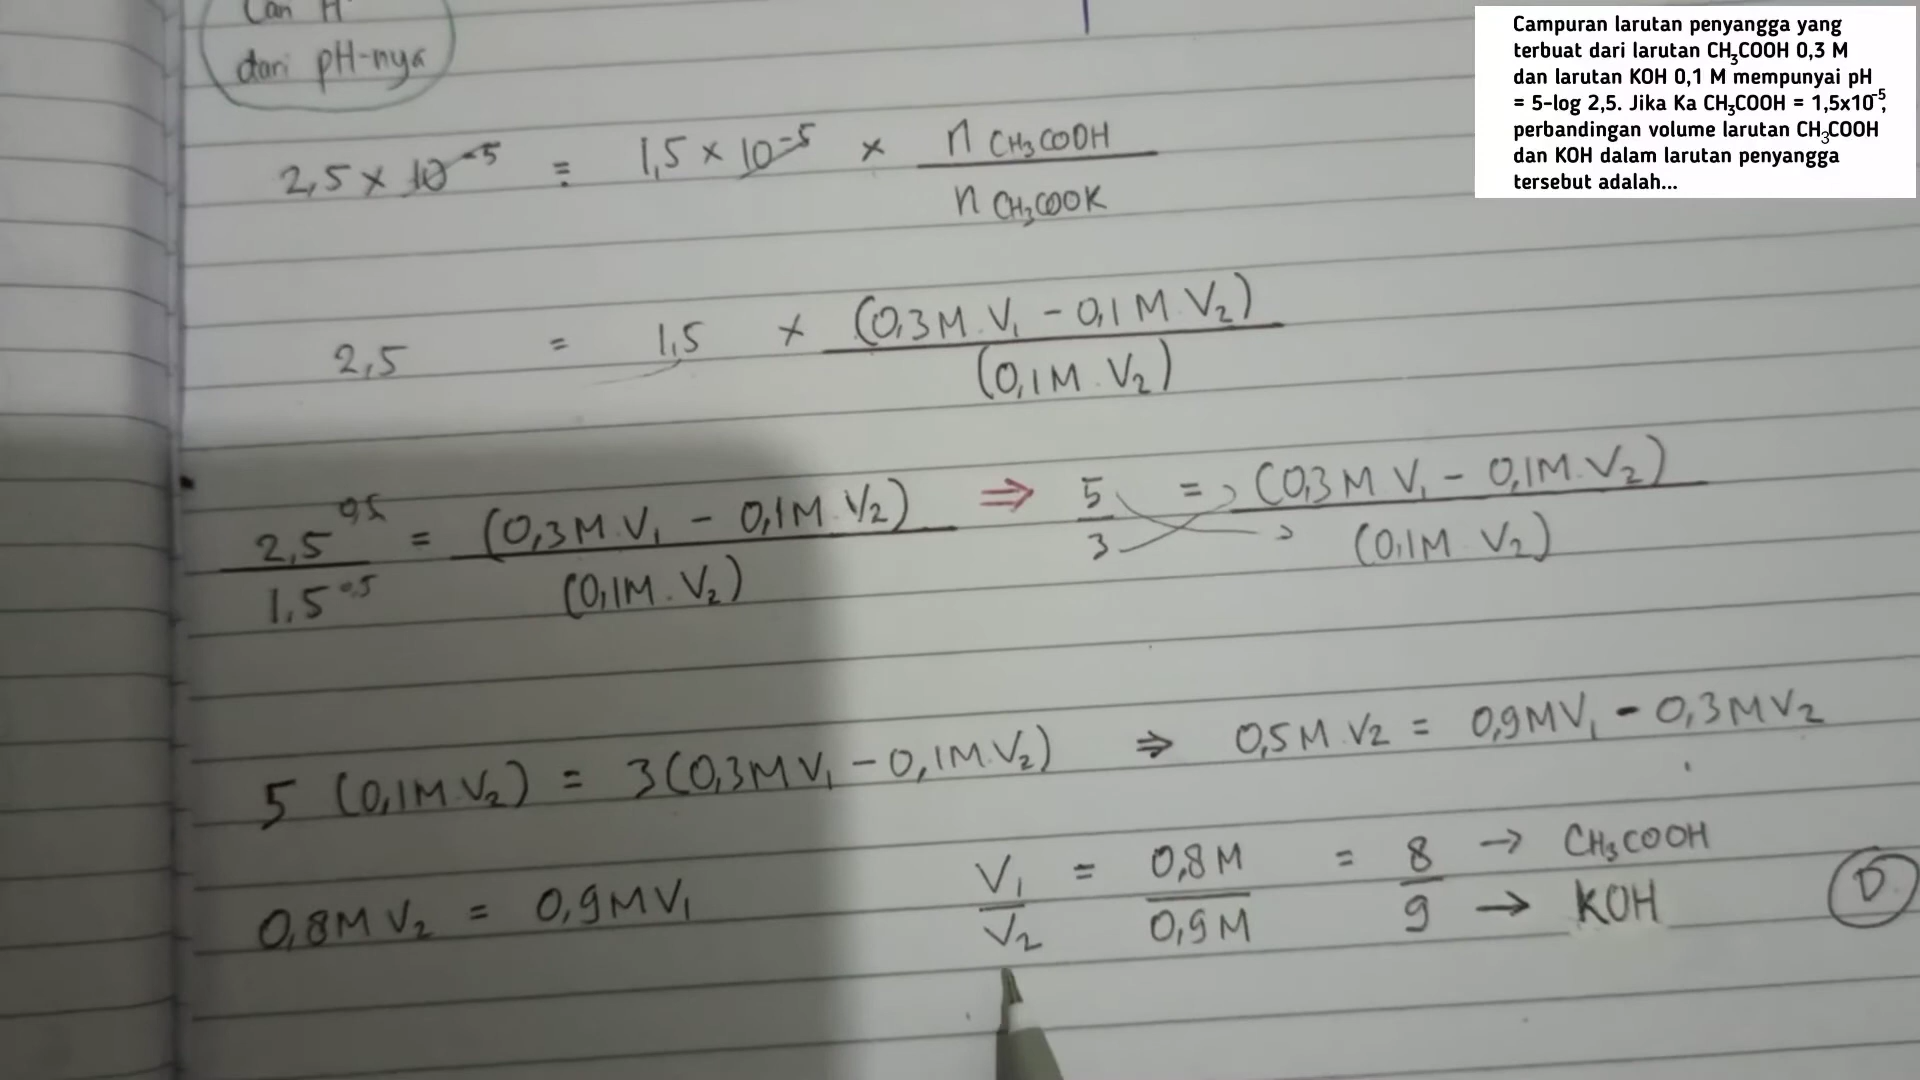 Cari H
dari pH-nya
Campuran larutan penyangga yang
terbuat dari larutan CH₃COOH 0,3 M
dan larutan KOH 0,1 M mempunyai pH
= 5-log 2,5. Jika Ka CH₃COOH = 1,5x10⁻⁵,
perbandingan volume larutan CH₃COOH
dan KOH dalam larutan penyangga
tersebut adalah...
2,5 × 10⁻⁵ = 1,5 × 10⁻⁵ × n CH₃COOH / n CH₃COOK
2,5 = 1,5 × (0,3 M . V₁ - 0,1 M . V₂) / (0,1 M . V₂)
2,5 0,5 / 1,5 0,5 = (0,3 M . V₁ - 0,1 M . V₂) / (0,1 M . V₂) ⇒ 5/3 = (0,3 M V₁ - 0,1 M . V₂) / (0,1 M . V₂)
5 (0,1 M . V₂) = 3 (0,3 M V₁ - 0,1 M . V₂) ⇒ 0,5 M . V₂ = 0,9 M V₁ - 0,3 M V₂
0,8 M V₂ = 0,9 M V₁ V₁/V₂ = 0,8 M / 0,9 M = 8/9 → CH₃COOH → KOH D